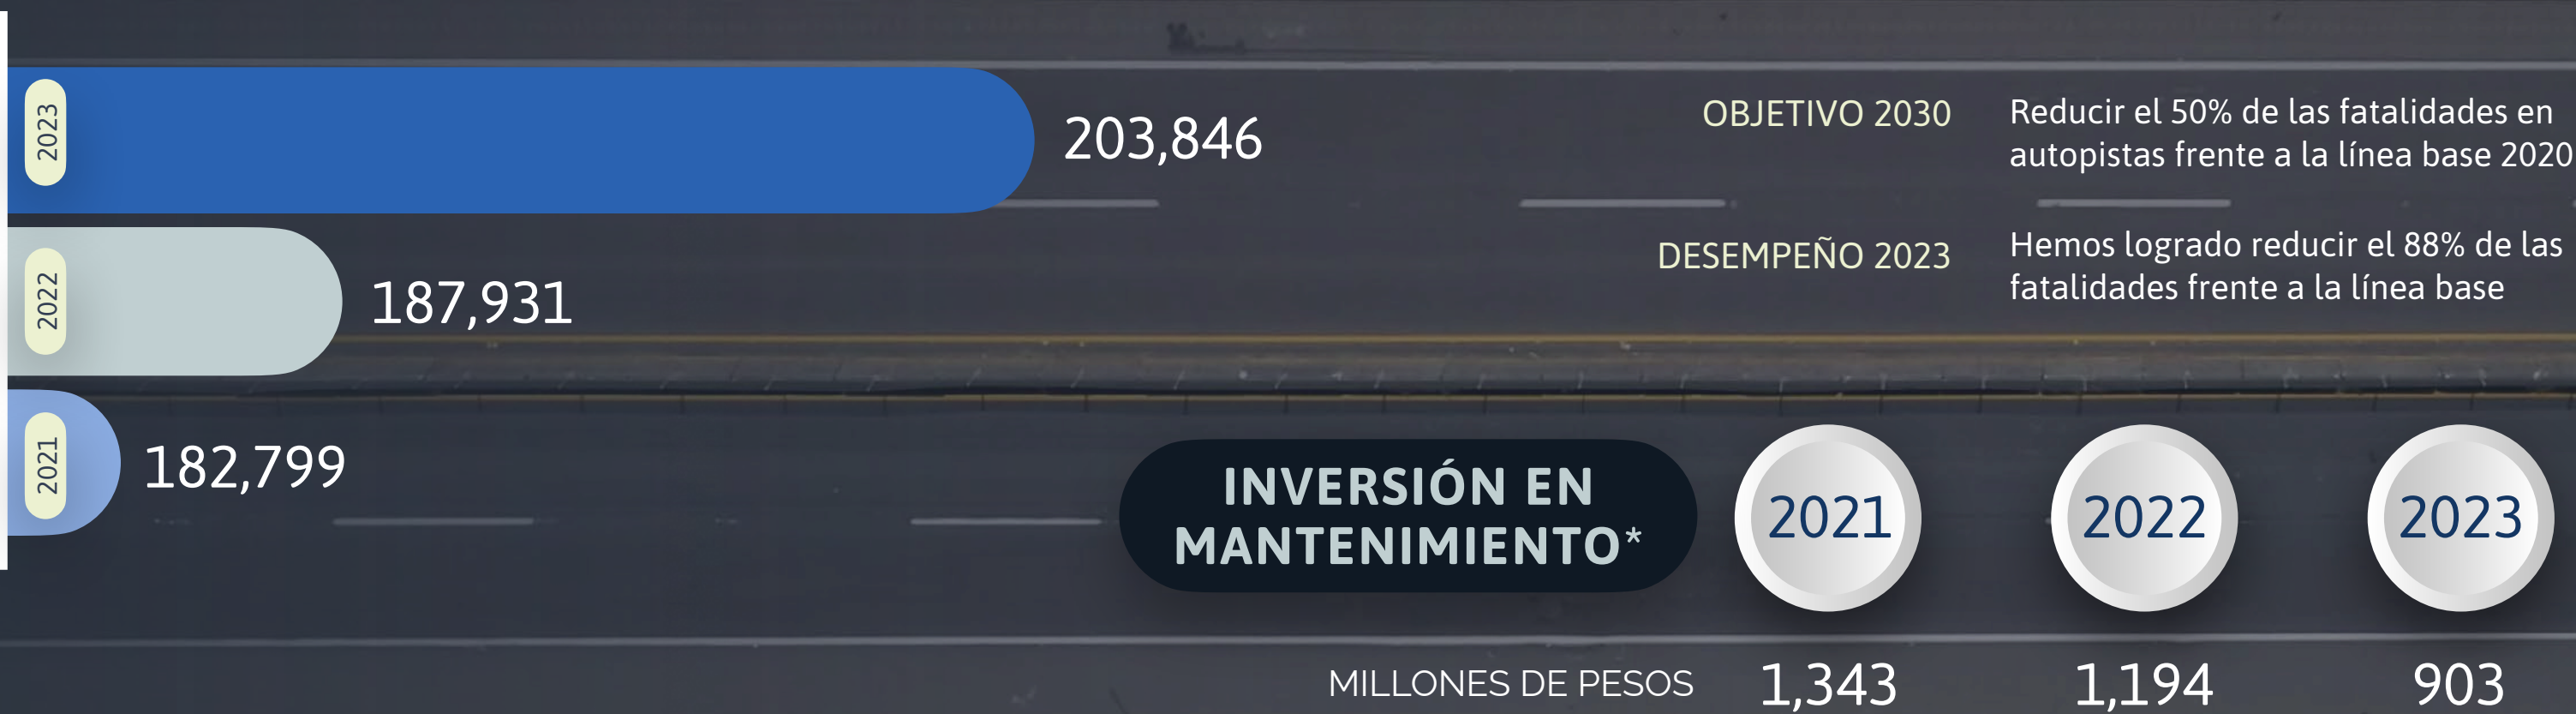 2023
203,846
2022
187,931
2021
182,799
OBJETIVO 2030
Reducir el 50% de las fatalidades en
autopistas frente a la línea base 2020
DESEMPEÑO 2023
Hemos logrado reducir el 88% de las
fatalidades frente a la línea base
INVERSIÓN EN
MANTENIMIENTO*
2021
2022
2023
MILLONES DE PESOS
1,343
1,194
903